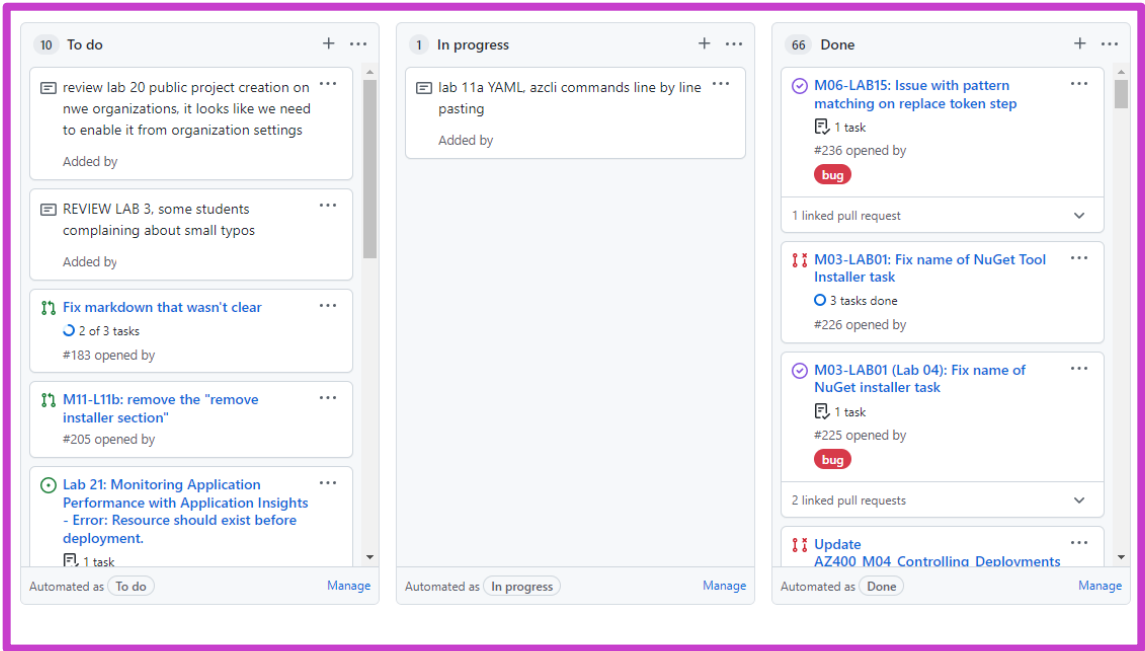 10 To do
review lab 20 public project creation on
nwe organizations, it looks like we need
to enable it from organization settings
Added by
REVIEW LAB 3, some students
complaining about small typos
Added by
Fix markdown that wasn't clear
2 of 3 tasks
#183 opened by
M11-L11b: remove the "remove
installer section"
#205 opened by
Lab 21: Monitoring Application
Performance with Application Insights
- Error: Resource should exist before
deployment.
1 task
Automated as To do Manage
1 In progress
lab 11a YAML, azcli commands line by line
pasting
Added by
Automated as In progress Manage
66 Done
M06-LAB15: Issue with pattern
matching on replace token step
1 task
#236 opened by
bug
1 linked pull request
M03-LAB01: Fix name of NuGet Tool
Installer task
3 tasks done
#226 opened by
M03-LAB01 (Lab 04): Fix name of
NuGet installer task
1 task
#225 opened by
bug
2 linked pull requests
Update
AZ400_M04_Controlling_Deployments
Automated as Done Manage